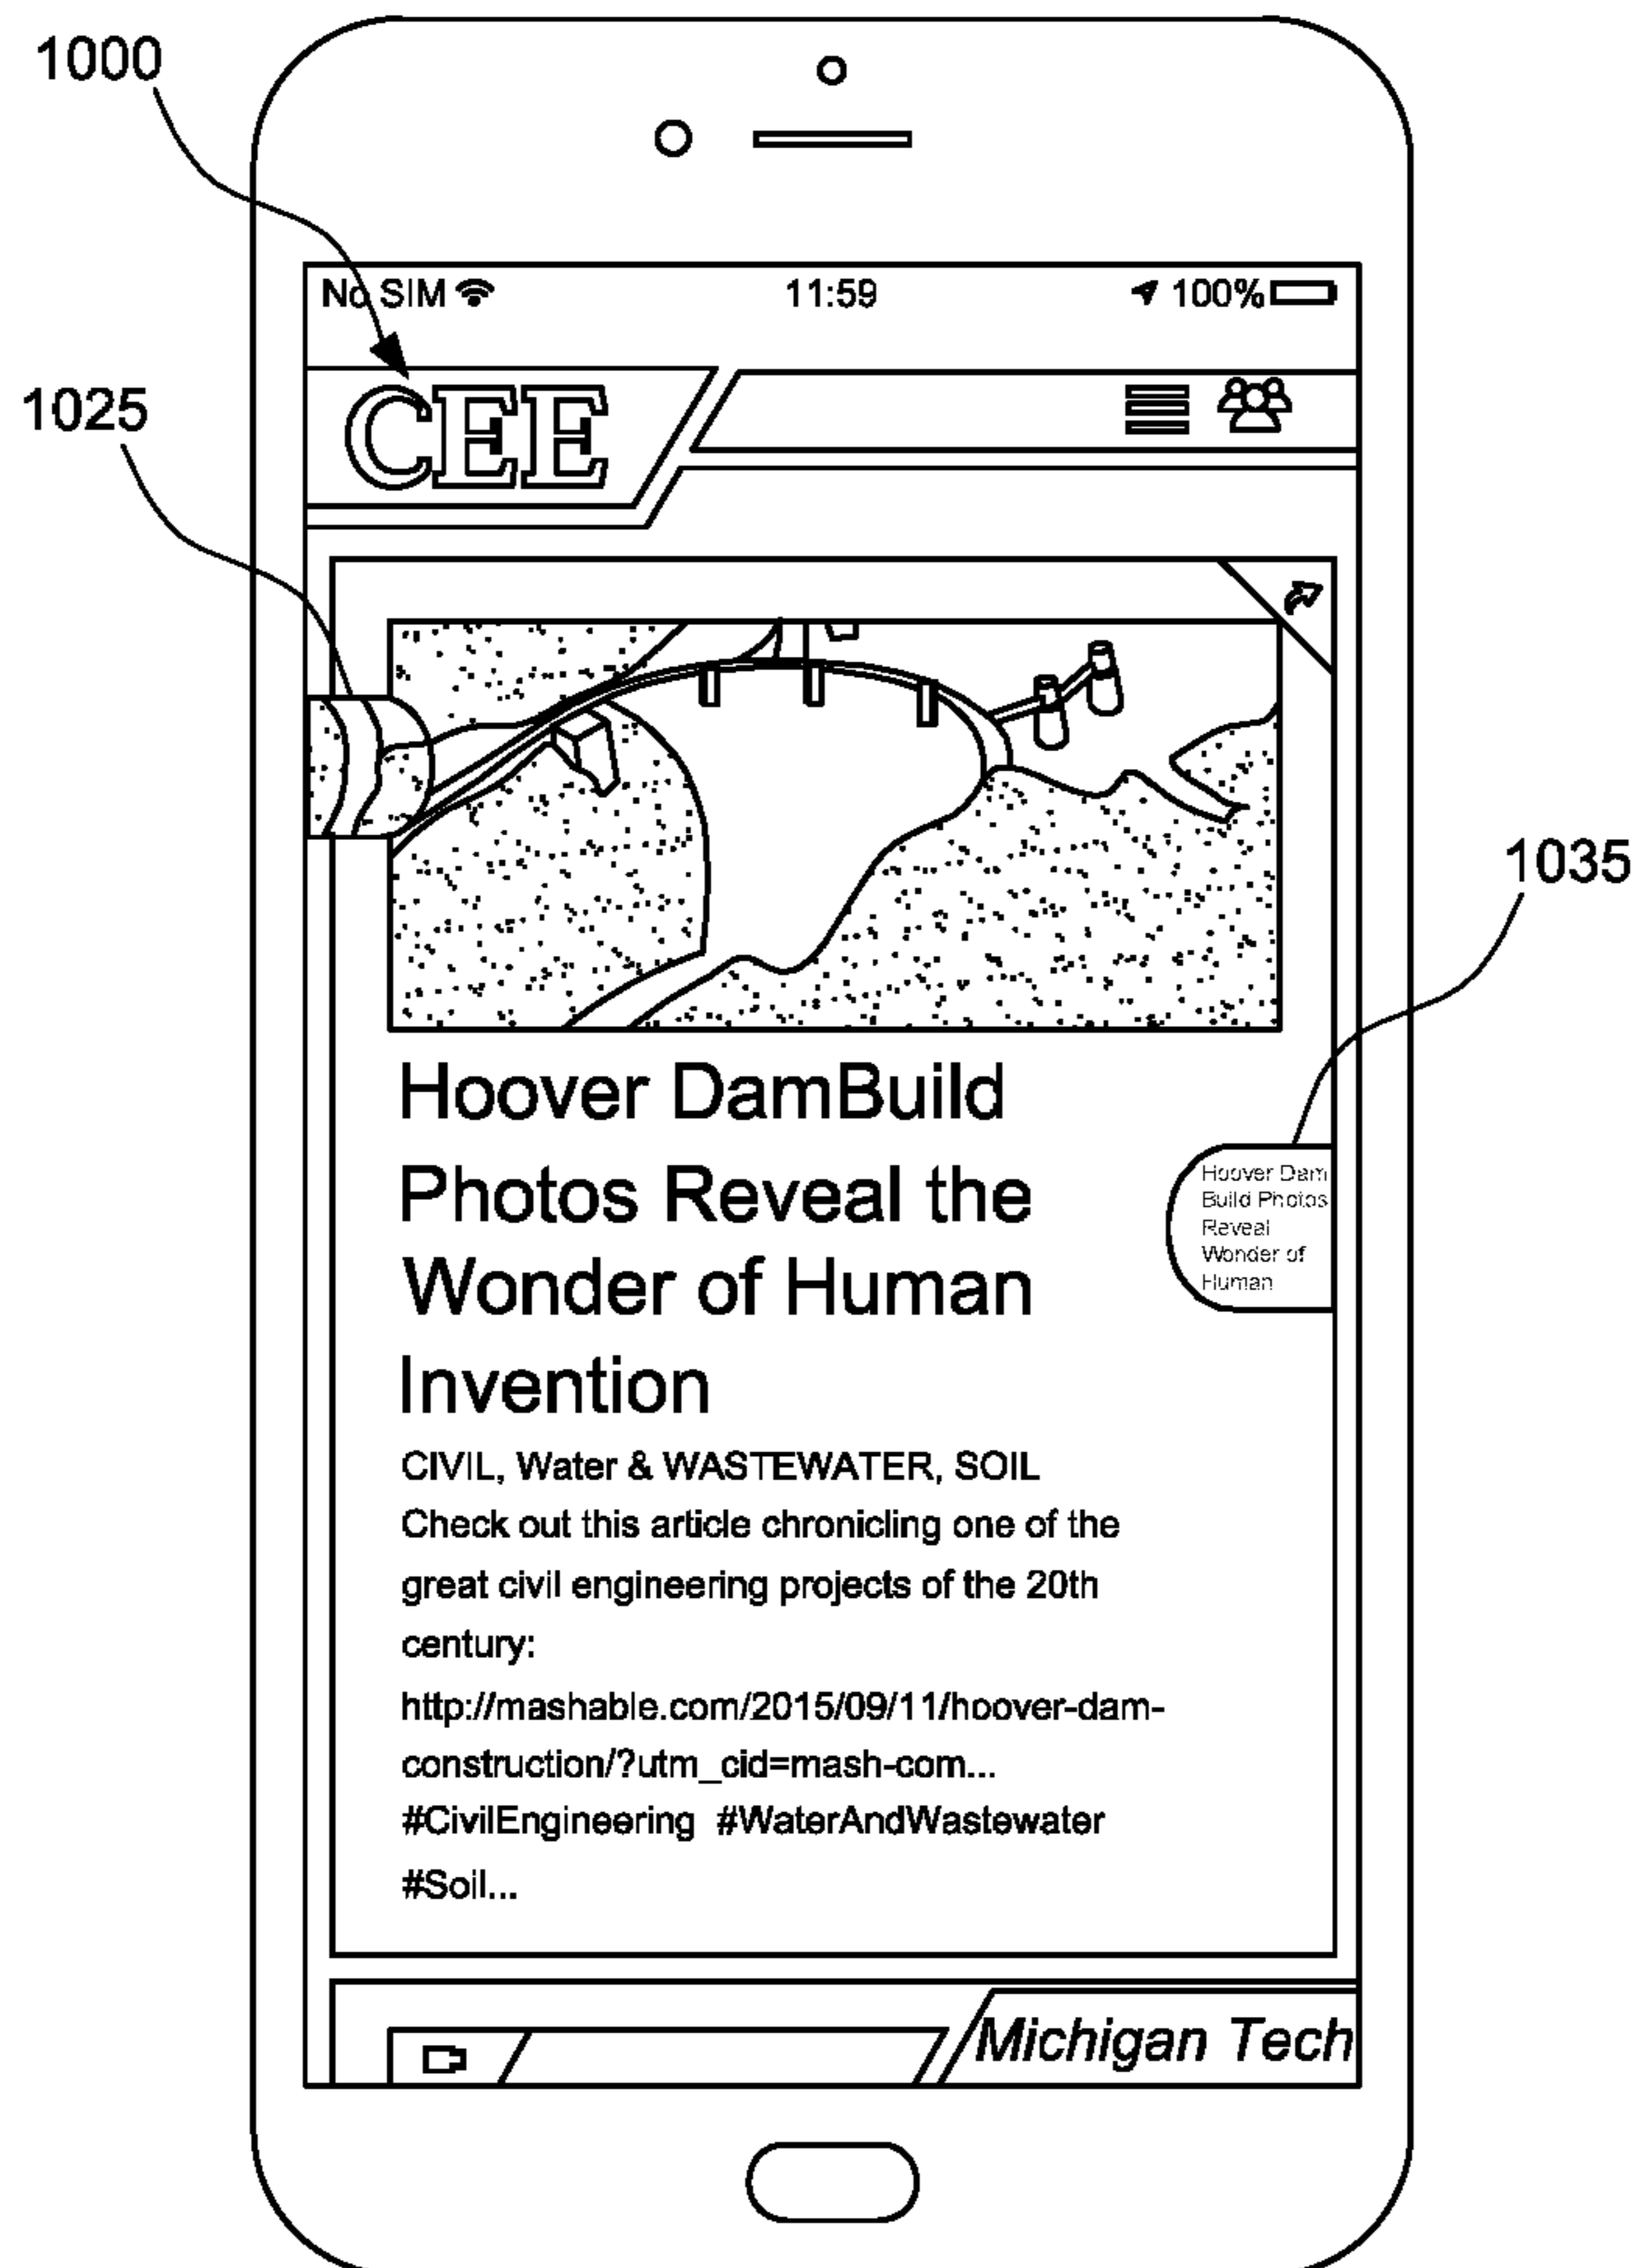 1000
No SIM 11:59 100%
CEE
1025
1035
Hoover DamBuild
Photos Reveal the
Wonder of Human
Invention
Hoover Dam
Build Photos
Reveal
Wonder of
Human
CIVIL, Water & WASTEWATER, SOIL
Check out this article chronicling one of the
great civil engineering projects of the 20th
century:
http://mashable.com/2015/09/11/hoover-dam-
construction/?utm_cid=mash-com...
#CivilEngineering #WaterAndWastewater
#Soil...
Michigan Tech